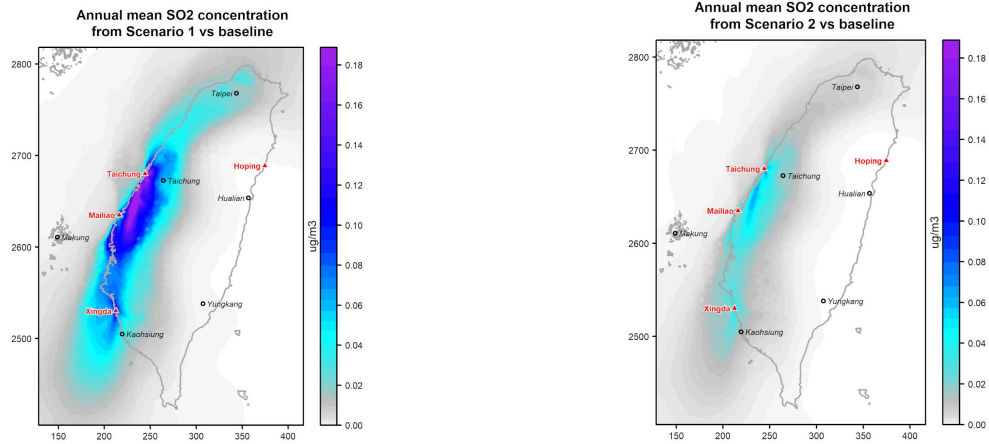 Annual mean SO2 concentration
from Scenario 1 vs baseline
2800
2700
2600
2500
150
200
250
300
350
400
Taipei
Taichung
Taichung
Hoping
Hualian
Mailiao
Makung
Yungkang
Xingda
Kaohsiung
0.18
0.16
0.14
0.12
0.10
0.08
0.06
0.04
0.02
0.00
ug/m3
Annual mean SO2 concentration
from Scenario 2 vs baseline
2800
2700
2600
2500
150
200
250
300
350
400
Taipei
Taichung
Taichung
Hoping
Hualian
Mailiao
Makung
Yungkang
Xingda
Kaohsiung
0.18
0.16
0.14
0.12
0.10
0.08
0.06
0.04
0.02
0.00
ug/m3